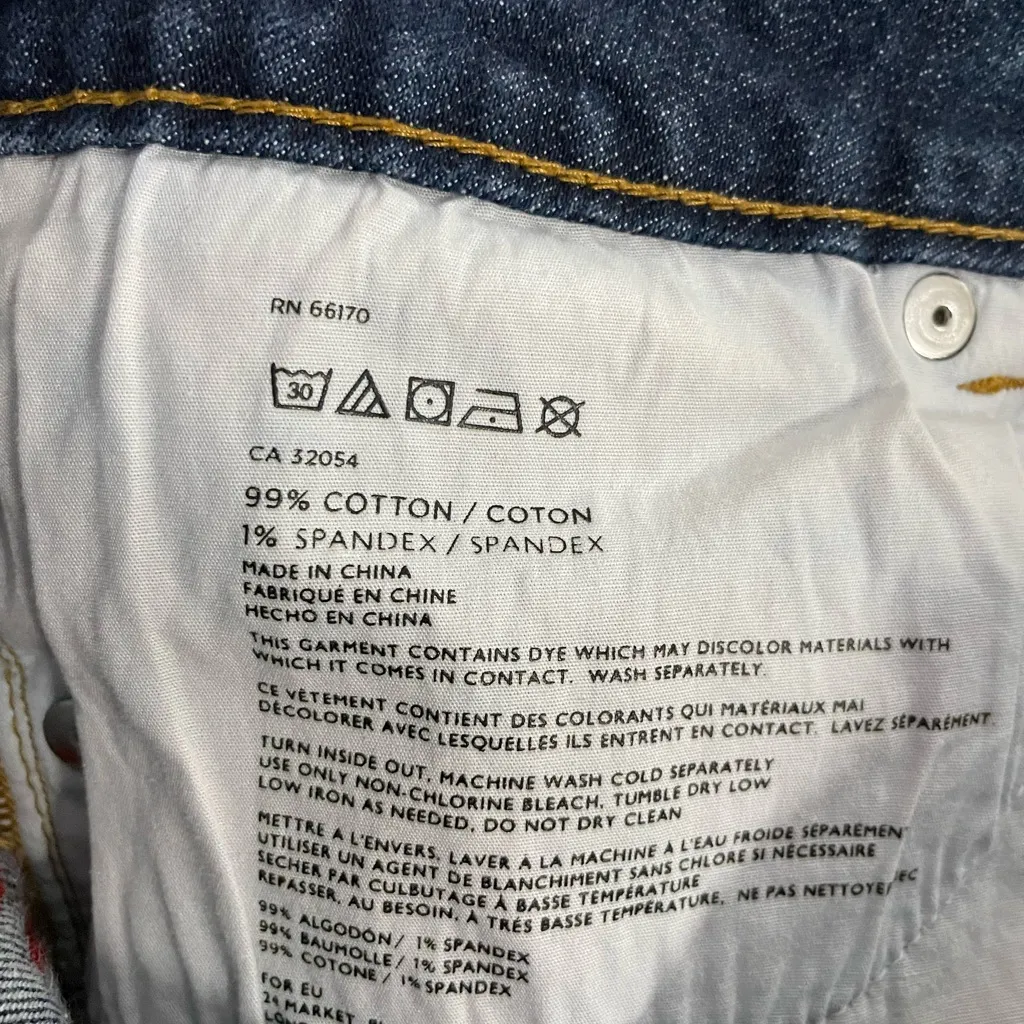 RN 66170
30
CA 32054
99% COTTON / COTON
1% SPANDEX / SPANDEX
MADE IN CHINA
FABRIQUÉ EN CHINE
HECHO EN CHINA
THIS GARMENT CONTAINS DYE WHICH MAY DISCOLOR MATERIALS WITH
WHICH IT COMES IN CONTACT. WASH SEPARATELY.
CE VÊTEMENT CONTIENT DES COLORANTS QUI MATÉRIAUX MAI
DÉCOLORER AVEC LESQUELLES ILS ENTRENT EN CONTACT. LAVEZ SÉPARÉMENT.
TURN INSIDE OUT, MACHINE WASH COLD SEPARATELY
USE ONLY NON-CHLORINE BLEACH, TUMBLE DRY LOW
LOW IRON AS NEEDED, DO NOT DRY CLEAN
METTRE A L'ENVERS, LAVER A LA MACHINE À L'EAU FROIDE SÉPARÉMEN
UTILISER UN AGENT DE BLANCHIMENT SANS CHLORE SI NÉCESSAIRE
SECHER PAR CULBUTAGE À BASSE TEMPÉRATURE
REPASSER, AU BESOIN, À TRÉS BASSE TEMPÉRATURE, NE PAS NETTOYE
99% ALGODÓN / 1% SPANDEX
99% BAUMOLLE / 1% SPANDEX
99% COTONE / 1% SPANDEX
FOR EU
24 MARKET